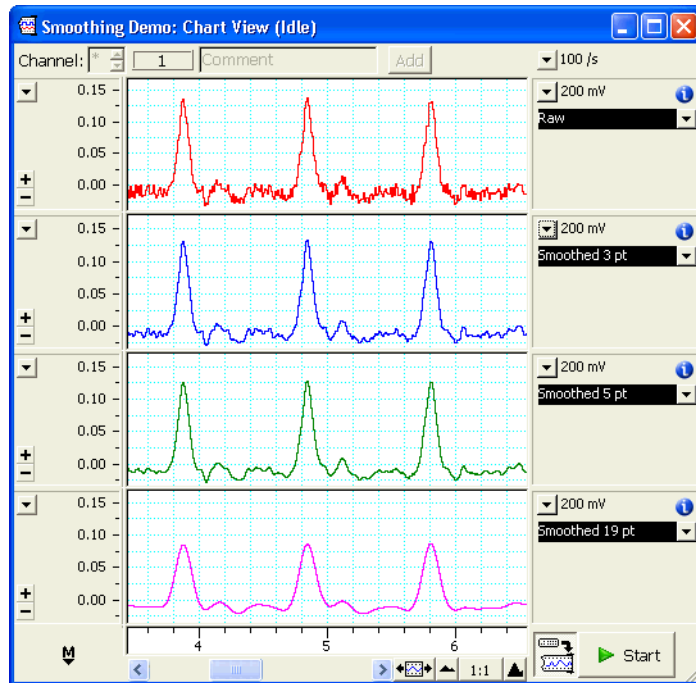 Smoothing Demo: Chart View (Idle)
Channel: * 1 Comment Add 100 /s
0.15
0.10
0.05
0.00
200 mV
Raw
0.15
0.10
0.05
0.00
200 mV
Smoothed 3 pt
0.15
0.10
0.05
0.00
200 mV
Smoothed 5 pt
0.15
0.10
0.05
0.00
200 mV
Smoothed 19 pt
4 5 6
M
1:1
Start